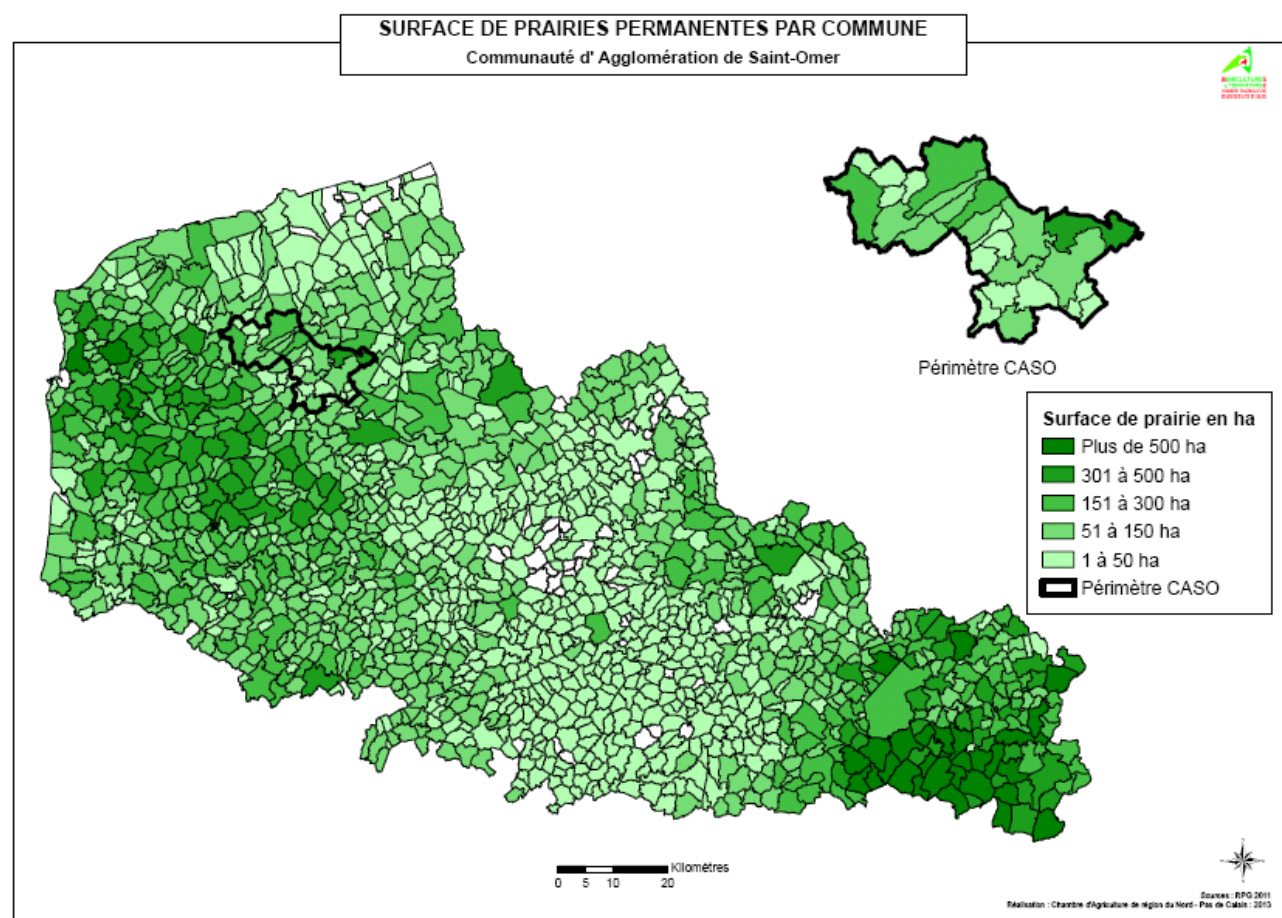 SURFACE DE PRAIRIES PERMANENTES PAR COMMUNE
Communauté d' Agglomération de Saint-Omer
Périmètre CASO
Surface de prairie en ha
Plus de 500 ha
301 à 500 ha
151 à 300 ha
51 à 150 ha
1 à 50 ha
Périmètre CASO
Kilomètres
0 5 10 20
Sources : RPG 2011
Réalisation : Chambre d'Agriculture de région du Nord - Pas de Calais : 2013